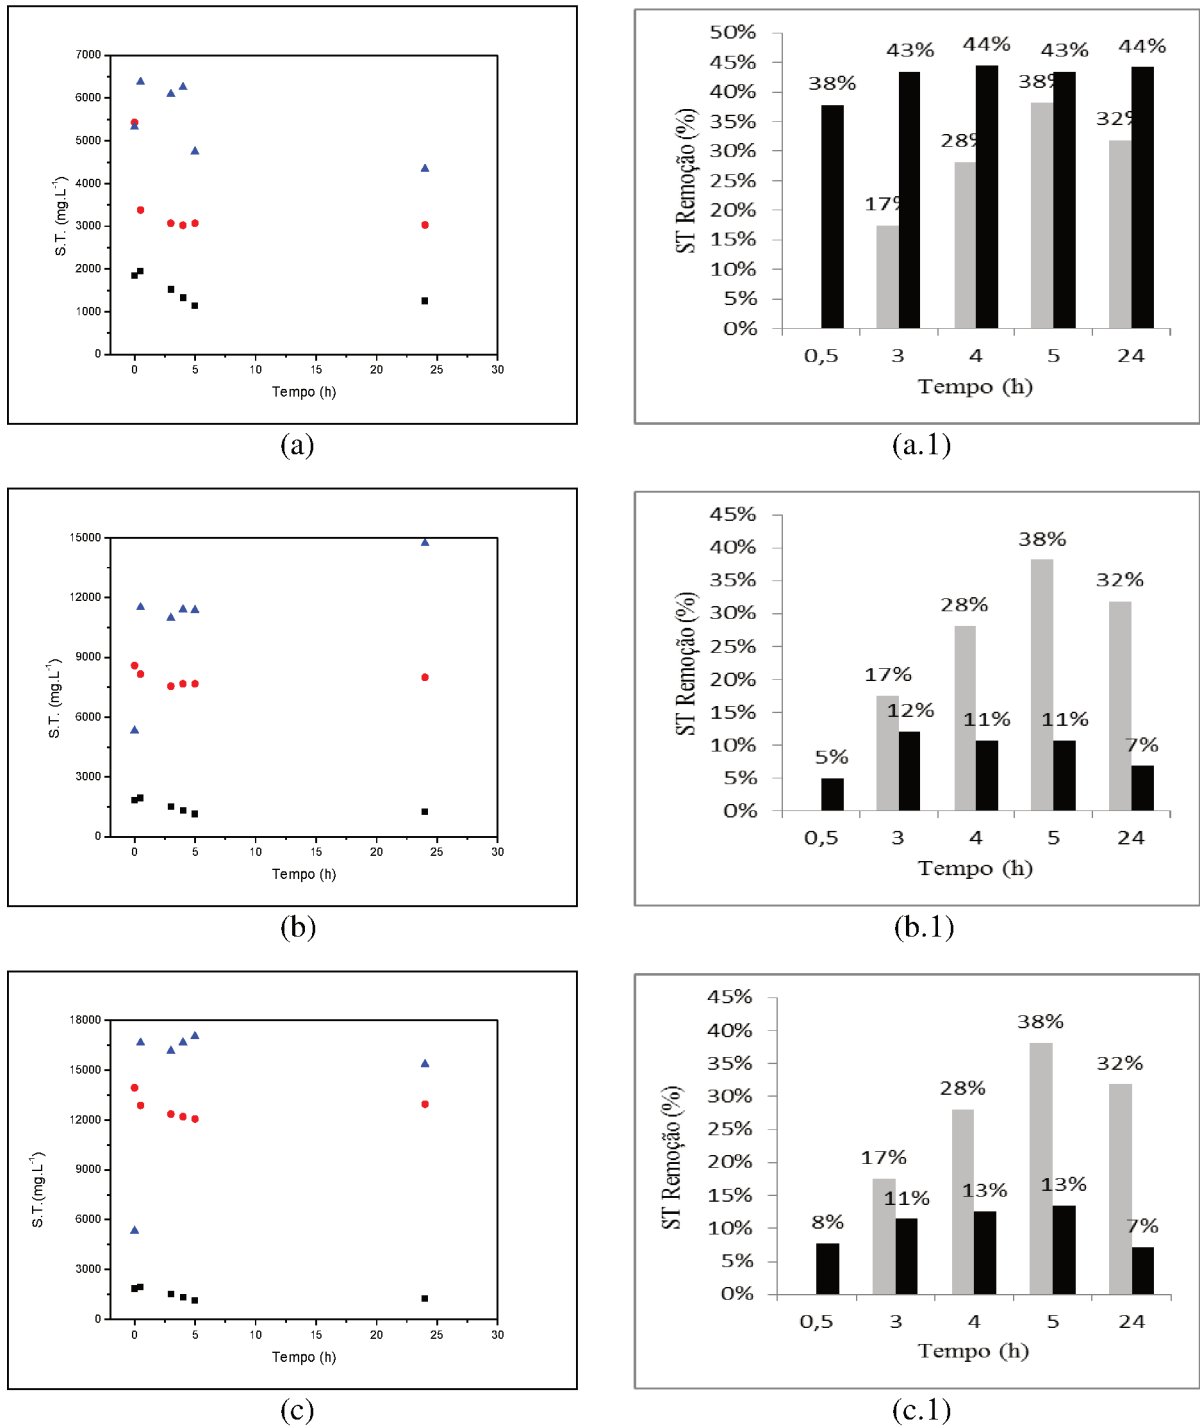 7000
6000
5000
4000
3000
2000
1000
0
S.T. (mg.L⁻¹)
0 5 10 15 20 25 30
Tempo (h)
(a)
50%
45%
40%
35%
30%
25%
20%
15%
10%
5%
0%
ST Remoção (%)
38% 43% 44% 43% 44%
17% 28% 38% 32%
0,5 3 4 5 24
Tempo (h)
(a.1)
15000
12000
9000
6000
3000
0
S.T. (mg.L⁻¹)
0 5 10 15 20 25 30
Tempo (h)
(b)
45%
40%
35%
30%
25%
20%
15%
10%
5%
0%
ST Remoção (%)
17% 28% 38% 32%
5% 12% 11% 11% 7%
0,5 3 4 5 24
Tempo (h)
(b.1)
18000
15000
12000
9000
6000
3000
0
S.T.(mg.L⁻¹)
0 5 10 15 20 25 30
Tempo (h)
(c)
45%
40%
35%
30%
25%
20%
15%
10%
5%
0%
ST Remoção (%)
17% 28% 38% 32%
8% 11% 13% 13% 7%
0,5 3 4 5 24
Tempo (h)
(c.1)